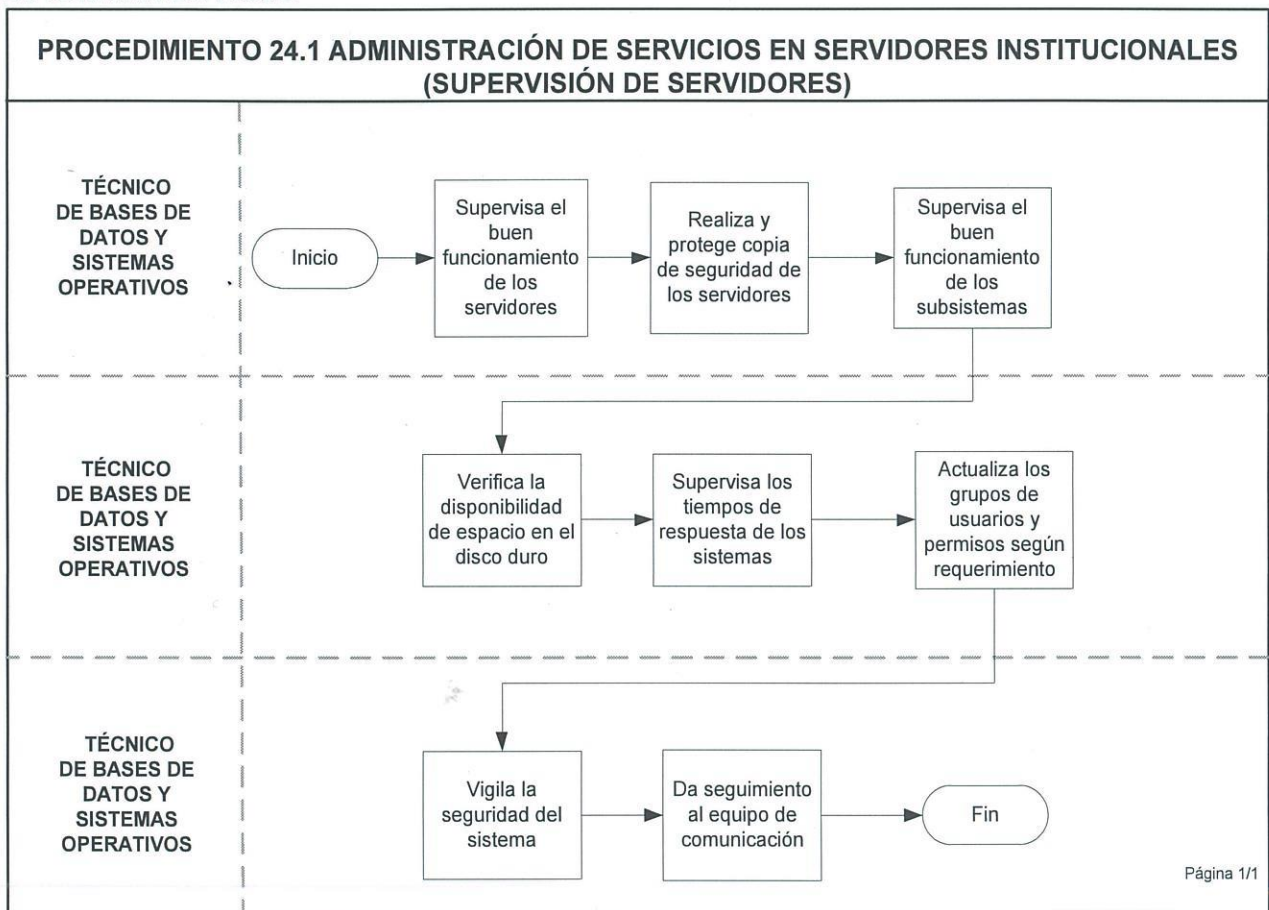 PROCEDIMIENTO 24.1 ADMINISTRACIÓN DE SERVICIOS EN SERVIDORES INSTITUCIONALES
(SUPERVISIÓN DE SERVIDORES)
TÉCNICO
DE BASES DE
DATOS Y
SISTEMAS
OPERATIVOS
Inicio
Supervisa el
buen
funcionamiento
de los
servidores
Realiza y
protege copia
de seguridad de
los servidores
Supervisa el
buen
funcionamiento
de los
subsistemas
TÉCNICO
DE BASES DE
DATOS Y
SISTEMAS
OPERATIVOS
Verifica la
disponibilidad
de espacio en el
disco duro
Supervisa los
tiempos de
respuesta de los
sistemas
Actualiza los
grupos de
usuarios y
permisos según
requerimiento
TÉCNICO
DE BASES DE
DATOS Y
SISTEMAS
OPERATIVOS
Vigila la
seguridad del
sistema
Da seguimiento
al equipo de
comunicación
Fin
Página 1/1